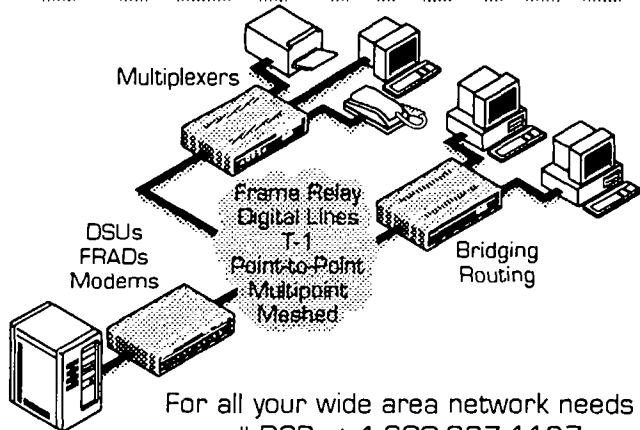 Multiplexers
Frame Relay
Digital Lines
T-1
Point-to-Point
Multipoint
Meshed
DSUs
FRADs
Modems
Bridging
Routing
For all your wide area network needs